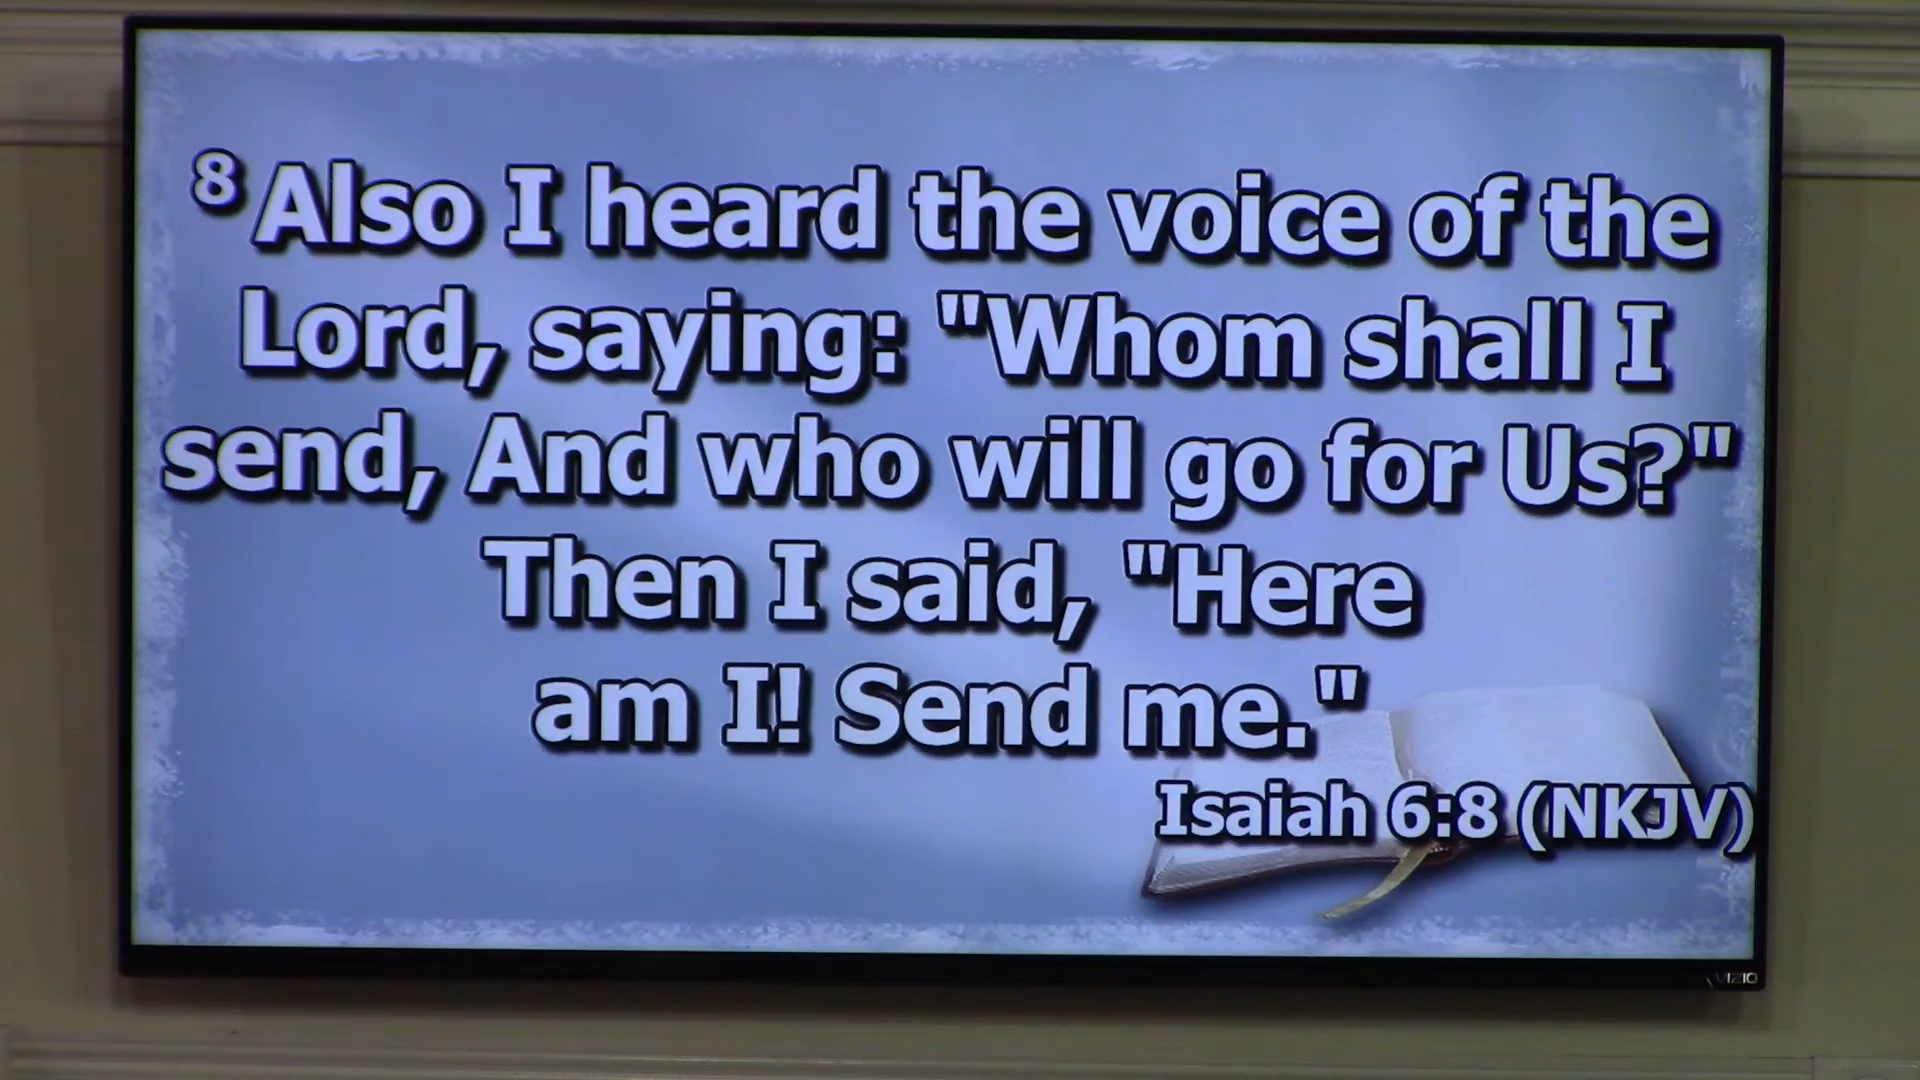 8 Also I heard the voice of the
Lord, saying: "Whom shall I
send, And who will go for Us?"
Then I said, "Here
am I! Send me."
Isaiah 6:8 (NKJV)
VIZIO